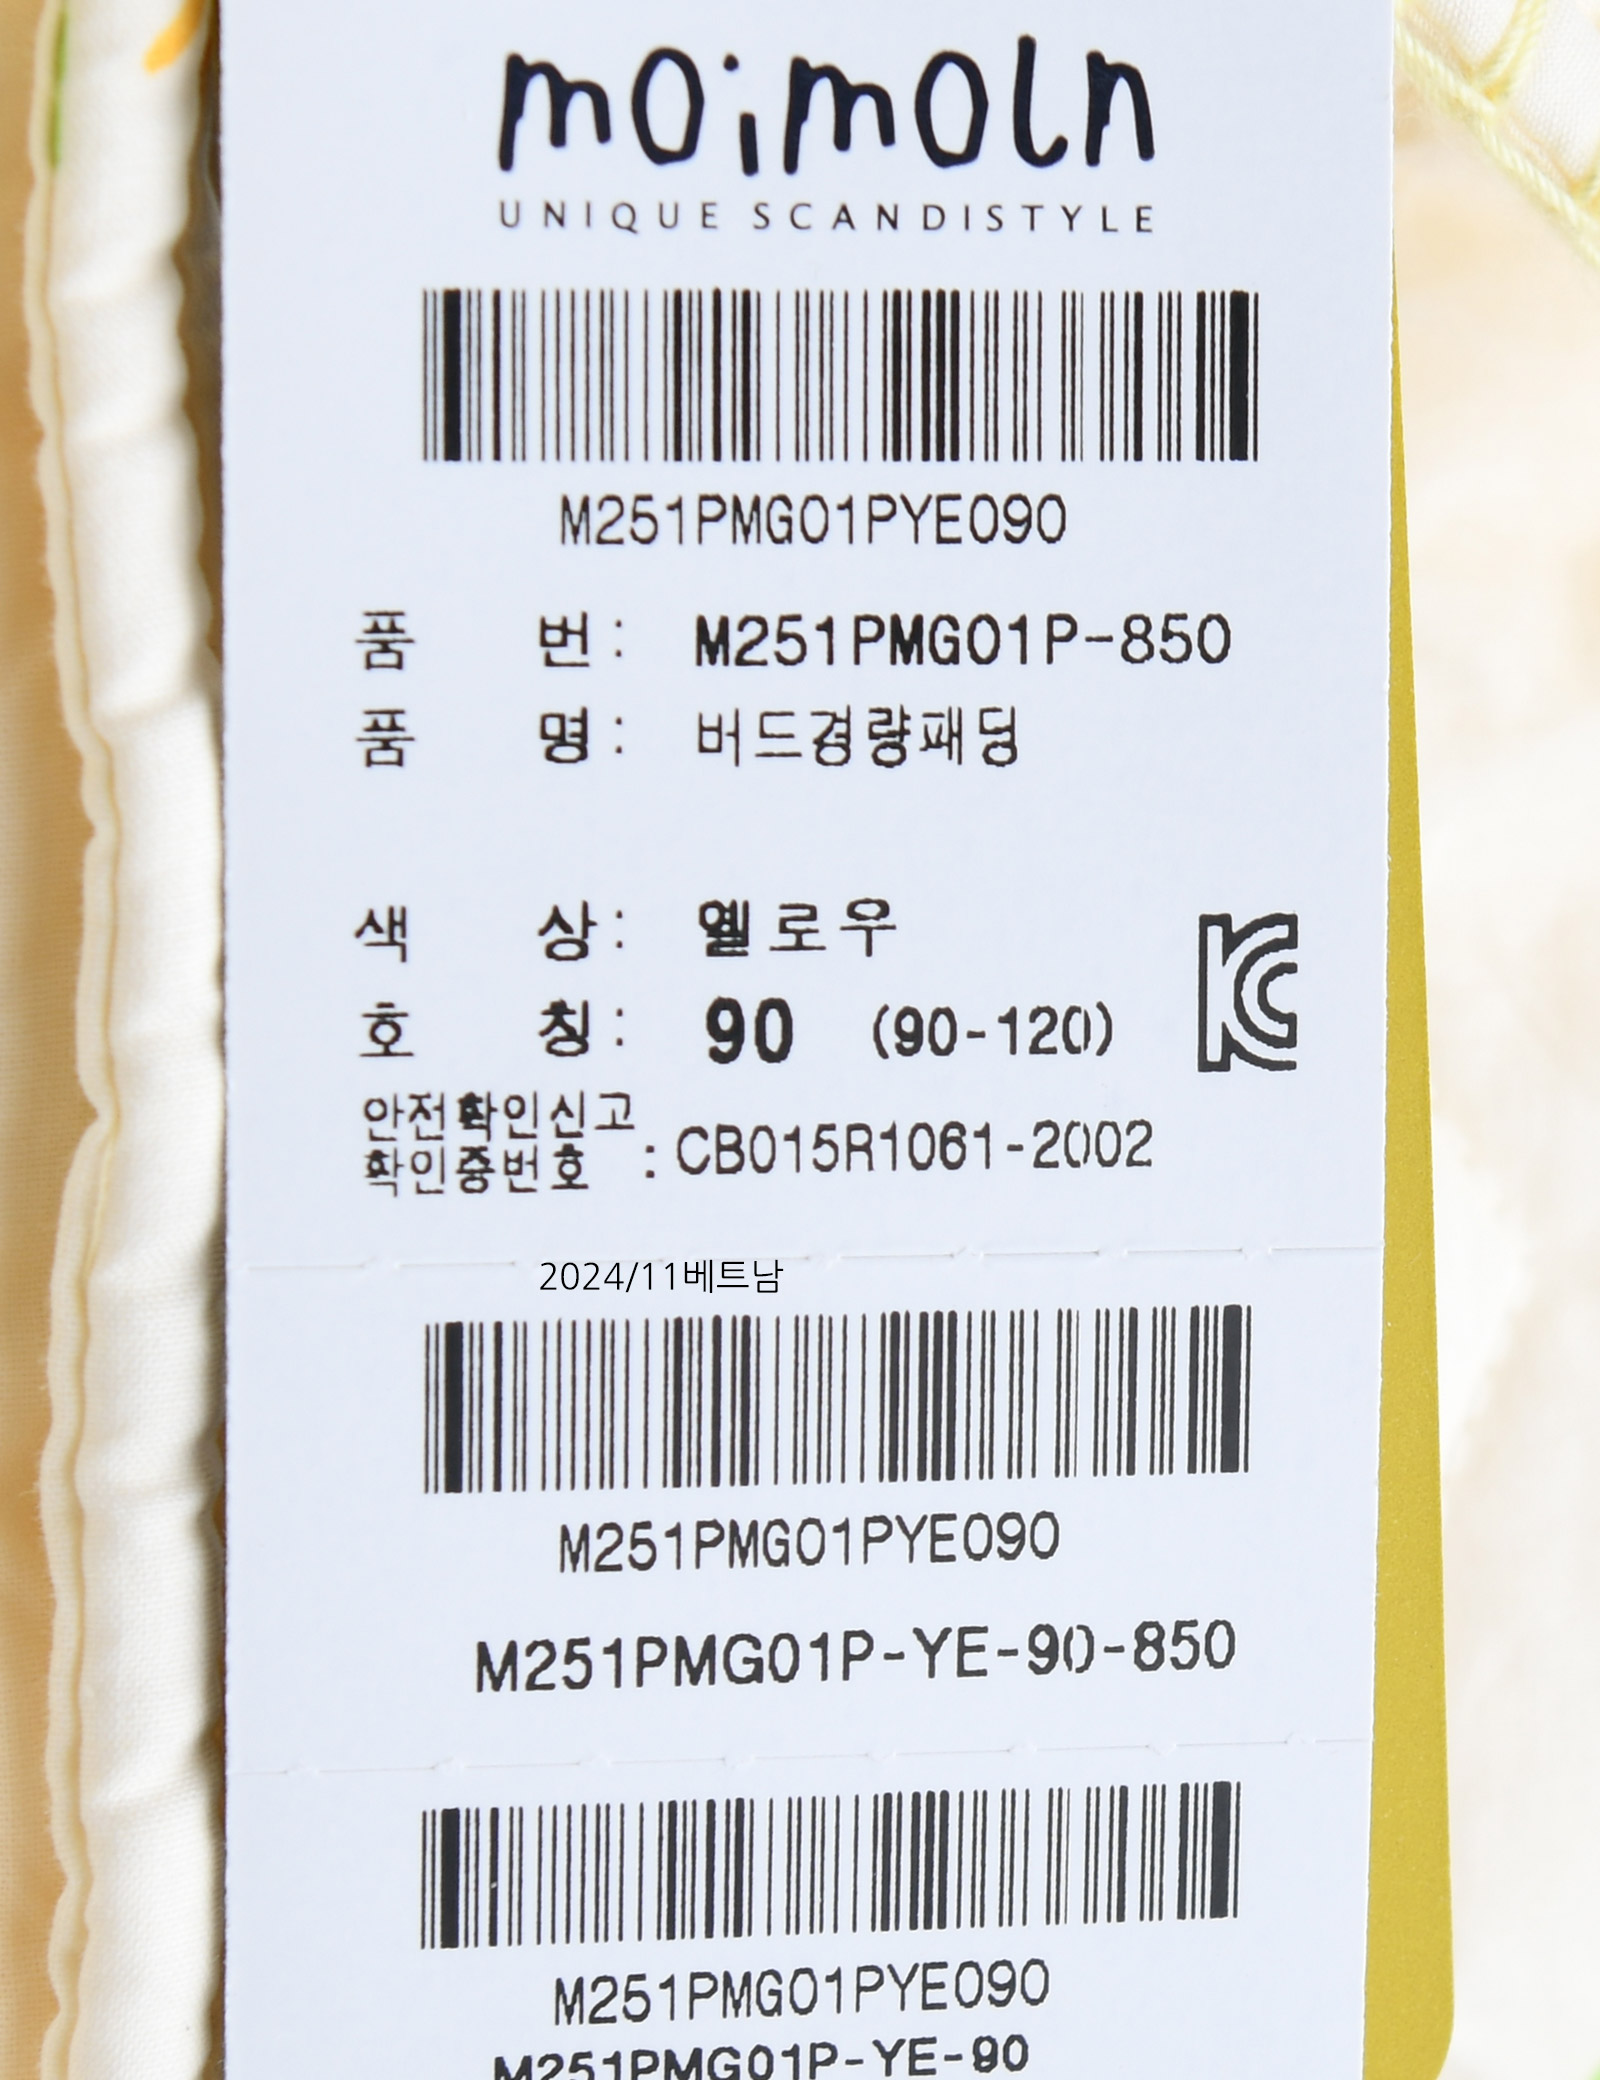 moimoln
UNIQUE SCANDISTYLE
M251PMG01PYE090
품 번: M251PMG01P-850
품 명: 버드경량패딩
색 상: 옐로우
호 칭: 90 (90-120)
안전확인신고
확인증번호 : CB015R1061-2002
2024/11베트남
M251PMG01PYE090
M251PMG01P-YE-90-850
M251PMG01PYE090
M251PMG01P-YE-90